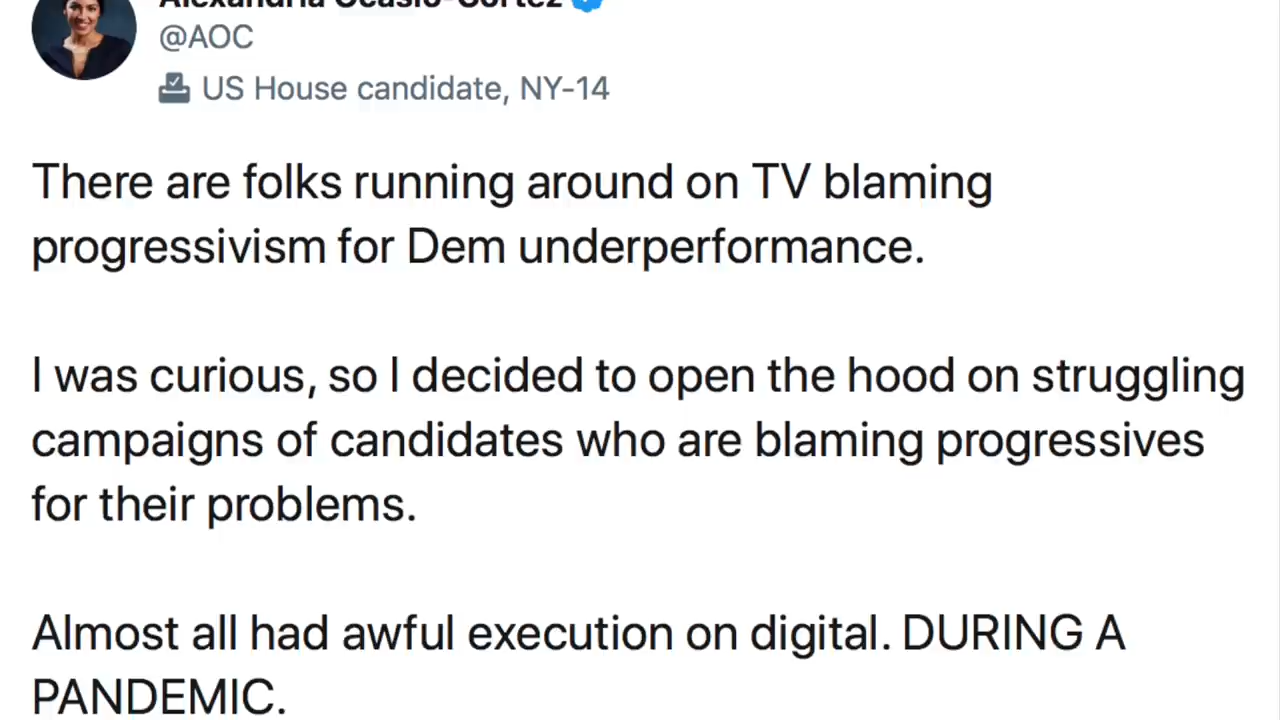 Alexandria Ocasio-Cortez
@AOC
US House candidate, NY-14
There are folks running around on TV blaming
progressivism for Dem underperformance.
I was curious, so I decided to open the hood on struggling
campaigns of candidates who are blaming progressives
for their problems.
Almost all had awful execution on digital. DURING A
PANDEMIC.